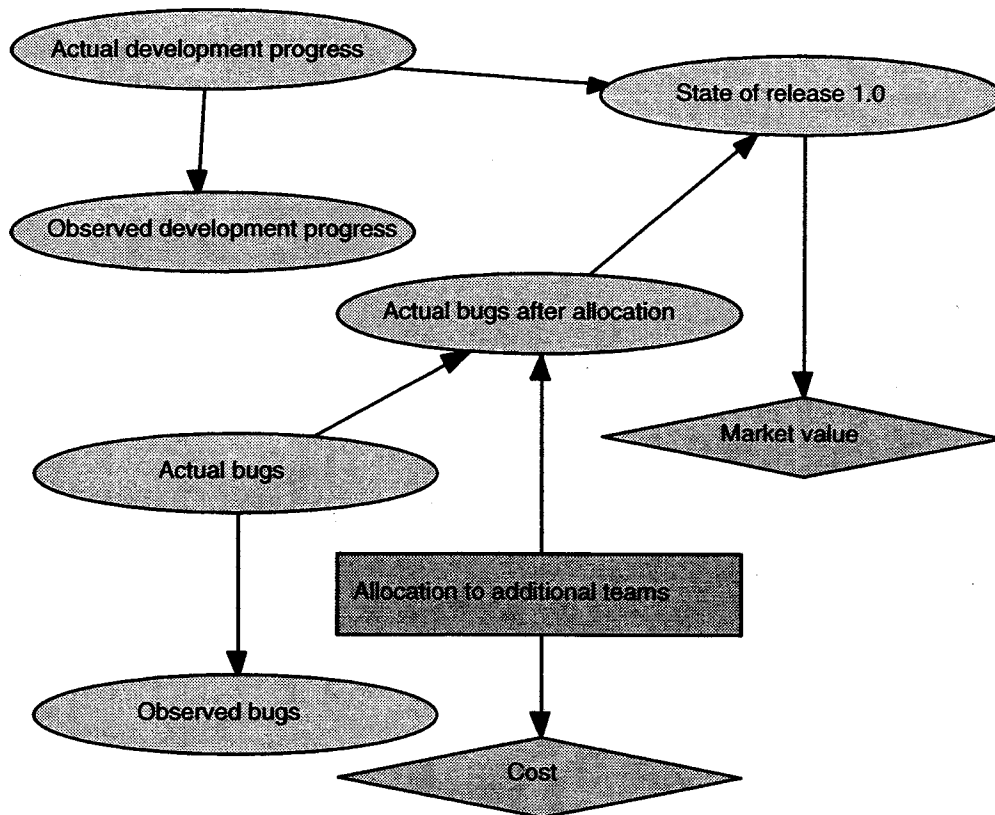 Actual development progress
State of release 1.0
Observed development progress
Actual bugs after allocation
Market value
Actual bugs
Allocation to additional teams
Observed bugs
Cost